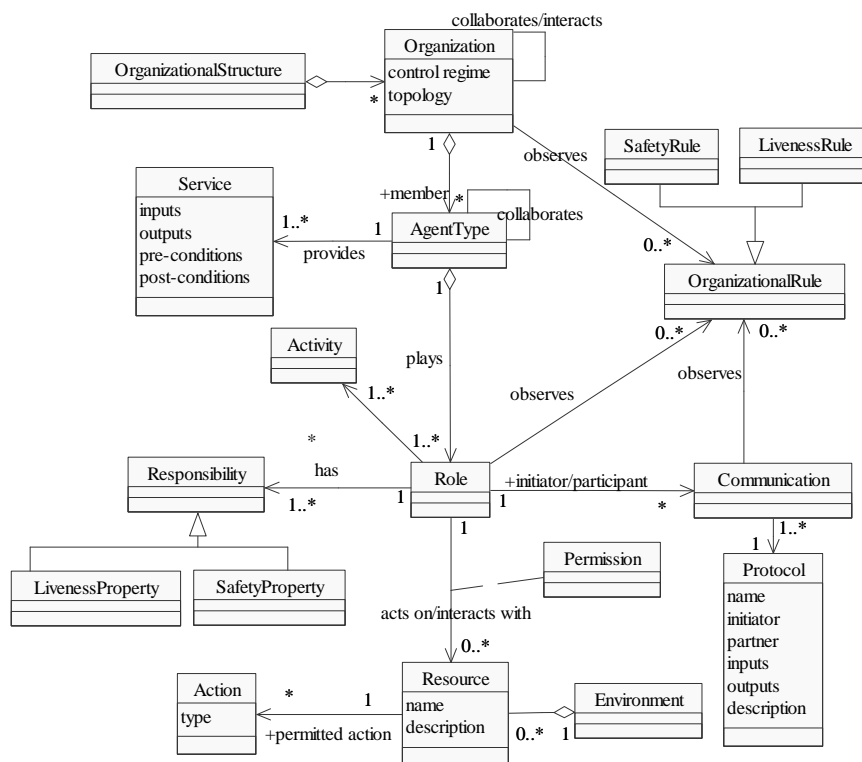 collaborates/interacts
Organization
control regime
topology
OrganizationalStructure
*
1
observes
SafetyRule
LivenessRule
Service
inputs
outputs
pre-conditions
post-conditions
+member
*
collaborates
1..*
1
provides
AgentType
1
0..*
OrganizationalRule
0..*
0..*
Activity
1..*
plays
observes
observes
1..*
*
has
Responsibility
1..*
1
Role
1
+initiator/participant
*
Communication
1
1..*
1
LivenessProperty
SafetyProperty
Permission
acts on/interacts with
0..*
Protocol
name
initiator
partner
inputs
outputs
description
Action
type
*
1
+permitted action
Resource
name
description
0..*
1
Environment